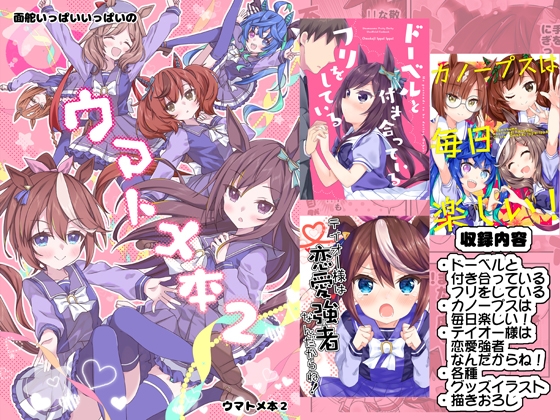 面舵いっぱいいっぱいの
ウマトメ本2
ウマトメ本2
ドーベルと
付き合っている
フリをしている
カノープスは
毎日
楽しい!
テイオー様は
恋愛強者
なんだからね!
収録内容
・ドーベルと
付き合っている
フリをしている
・カノープスは
毎日楽しい!
・テイオー様は
恋愛強者
なんだからね!
・各種
グッズイラスト
・描きおろし